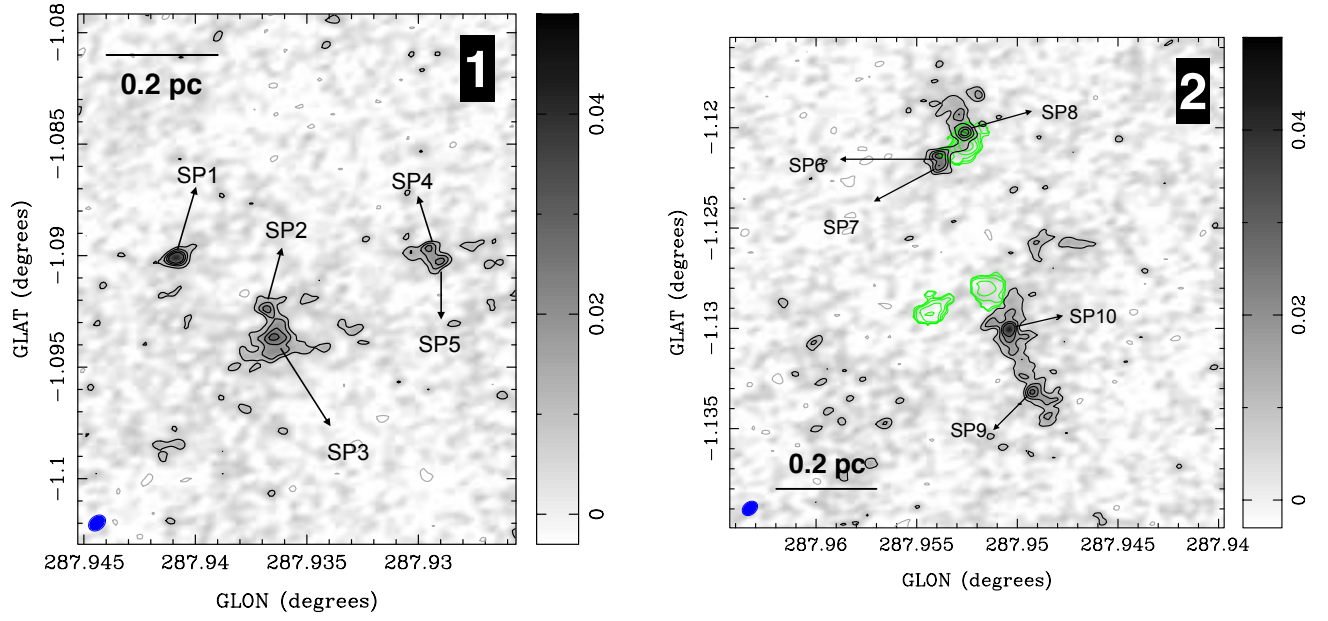 1
0.2 pc
SP1
SP4
SP2
SP5
SP3
−1.08
−1.085
−1.09
−1.095
−1.1
GLAT (degrees)
287.945
287.94
287.935
287.93
GLON (degrees)
0.04
0.02
0
2
SP8
SP6
SP7
SP10
SP9
0.2 pc
−1.12
−1.125
−1.13
−1.135
GLAT (degrees)
287.96
287.955
287.95
287.945
287.94
GLON (degrees)
0.04
0.02
0